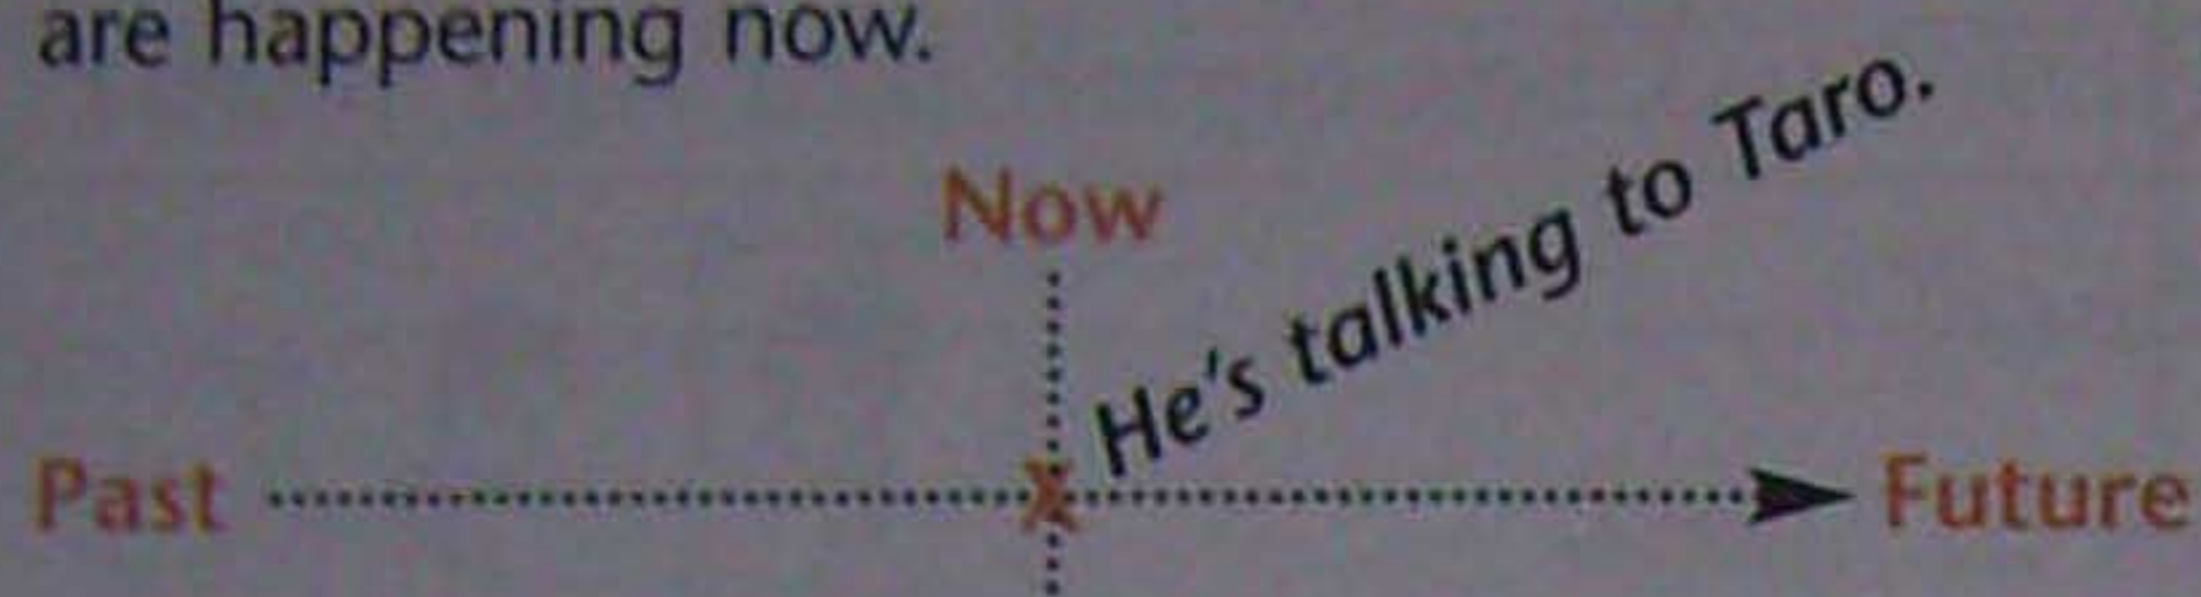 are happening now.
Now
He's talking to Taro.
Past
X
Future